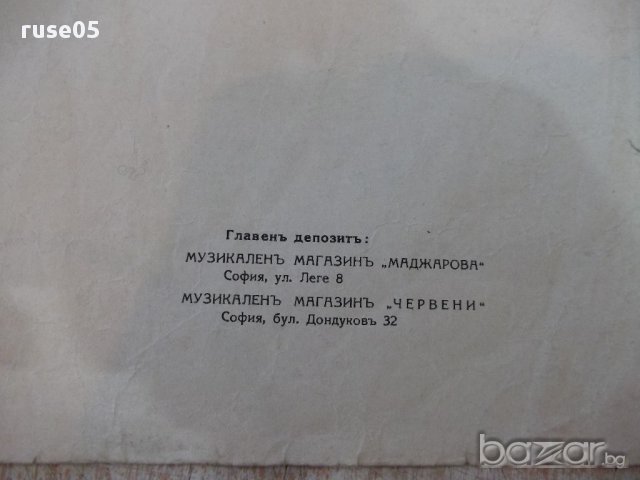 ruse05
Главенъ депозитъ:
МУЗИКАЛЕНЪ МАГАЗИНЪ „МАДЖАРОВА"
София, ул. Леге 8
МУЗИКАЛЕНЪ МАГАЗИНЪ „ЧЕРВЕНИ"
София, бул. Дондуковъ 32
bazar.bg